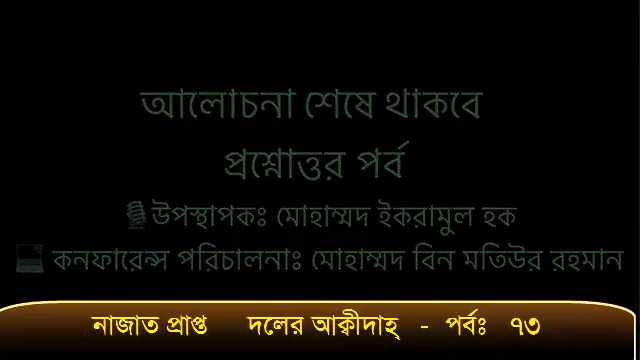 আলোচনা শেষে থাকবে
প্রশ্নোত্তর পর্ব
উপস্থাপকঃ মোহাম্মদ ইকরামুল হক
কনফারেন্স পরিচালনাঃ মোহাম্মদ বিন মতিউর রহমান
নাজাত প্রাপ্ত দলের আক্বীদাহ্ - পর্বঃ ৭৩